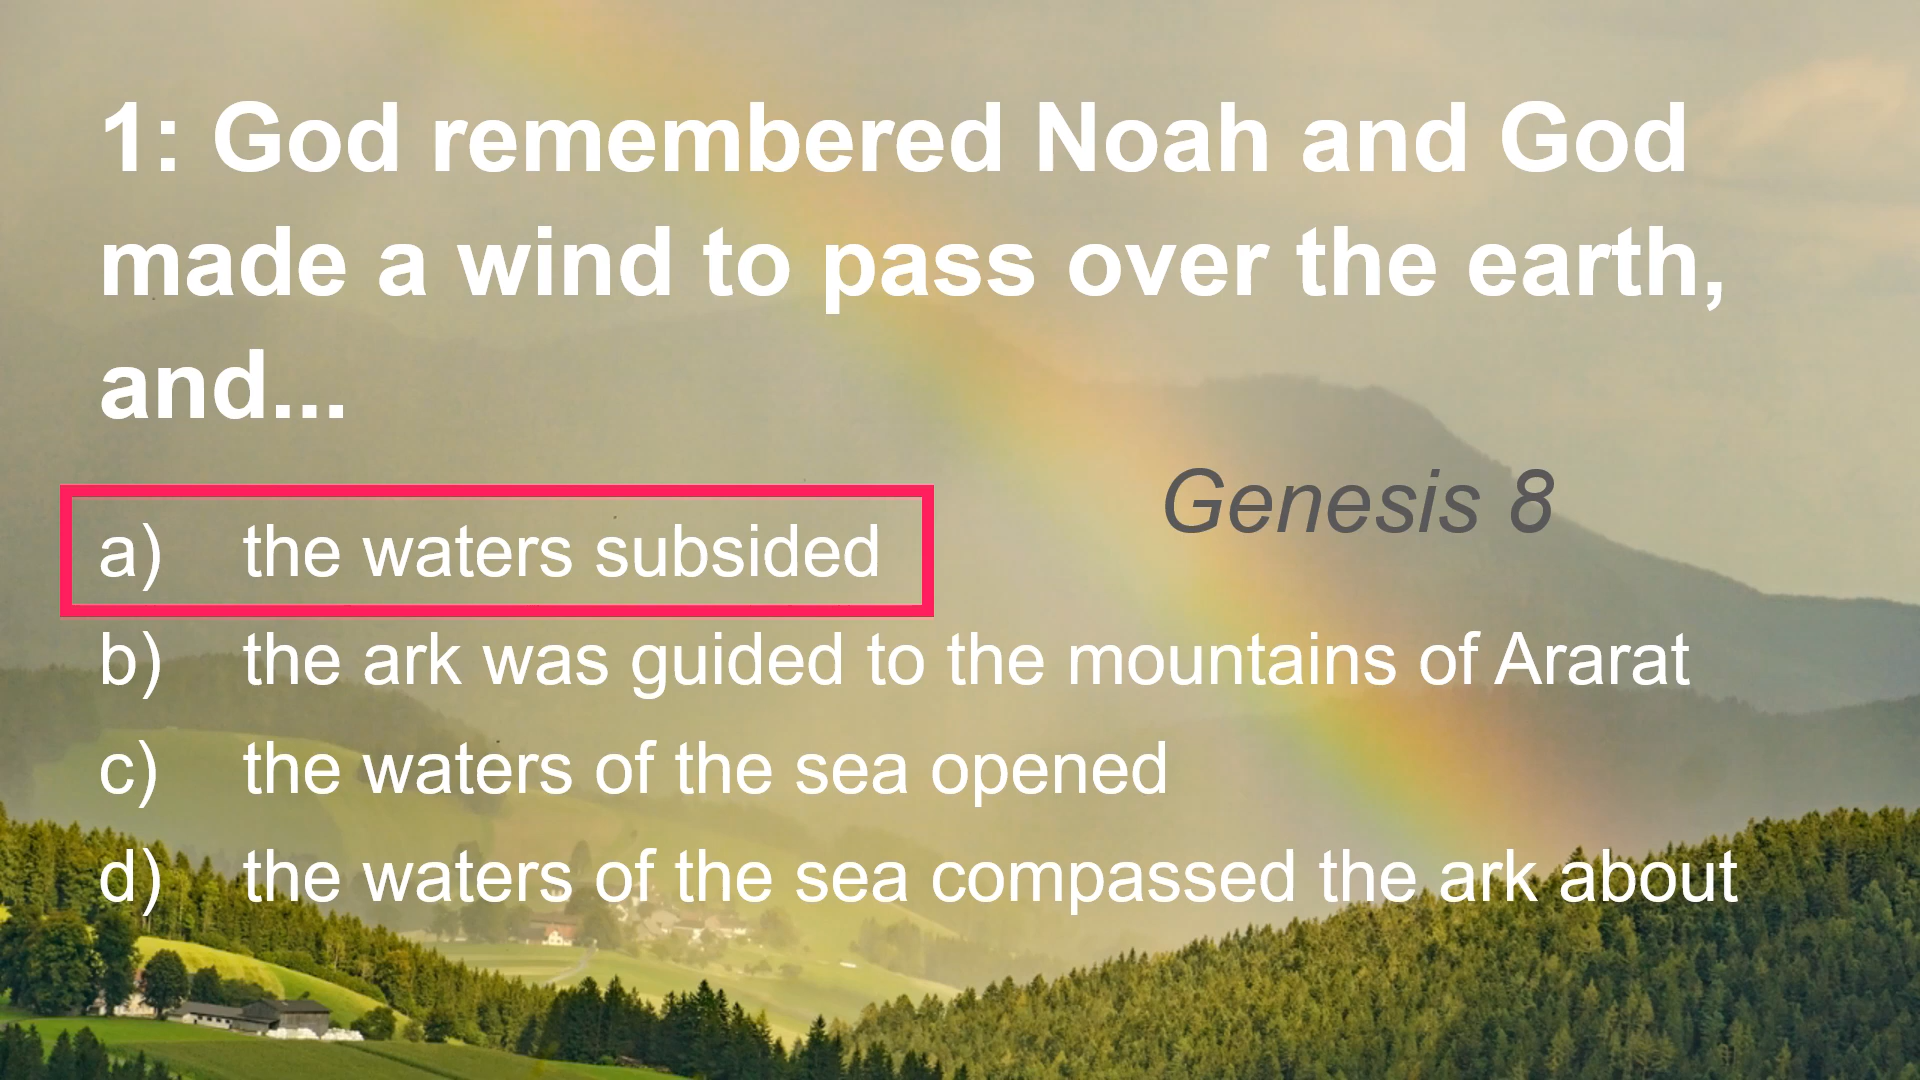 1: God remembered Noah and God
made a wind to pass over the earth,
and...
Genesis 8
a) the waters subsided
b) the ark was guided to the mountains of Ararat
c) the waters of the sea opened
d) the waters of the sea compassed the ark about